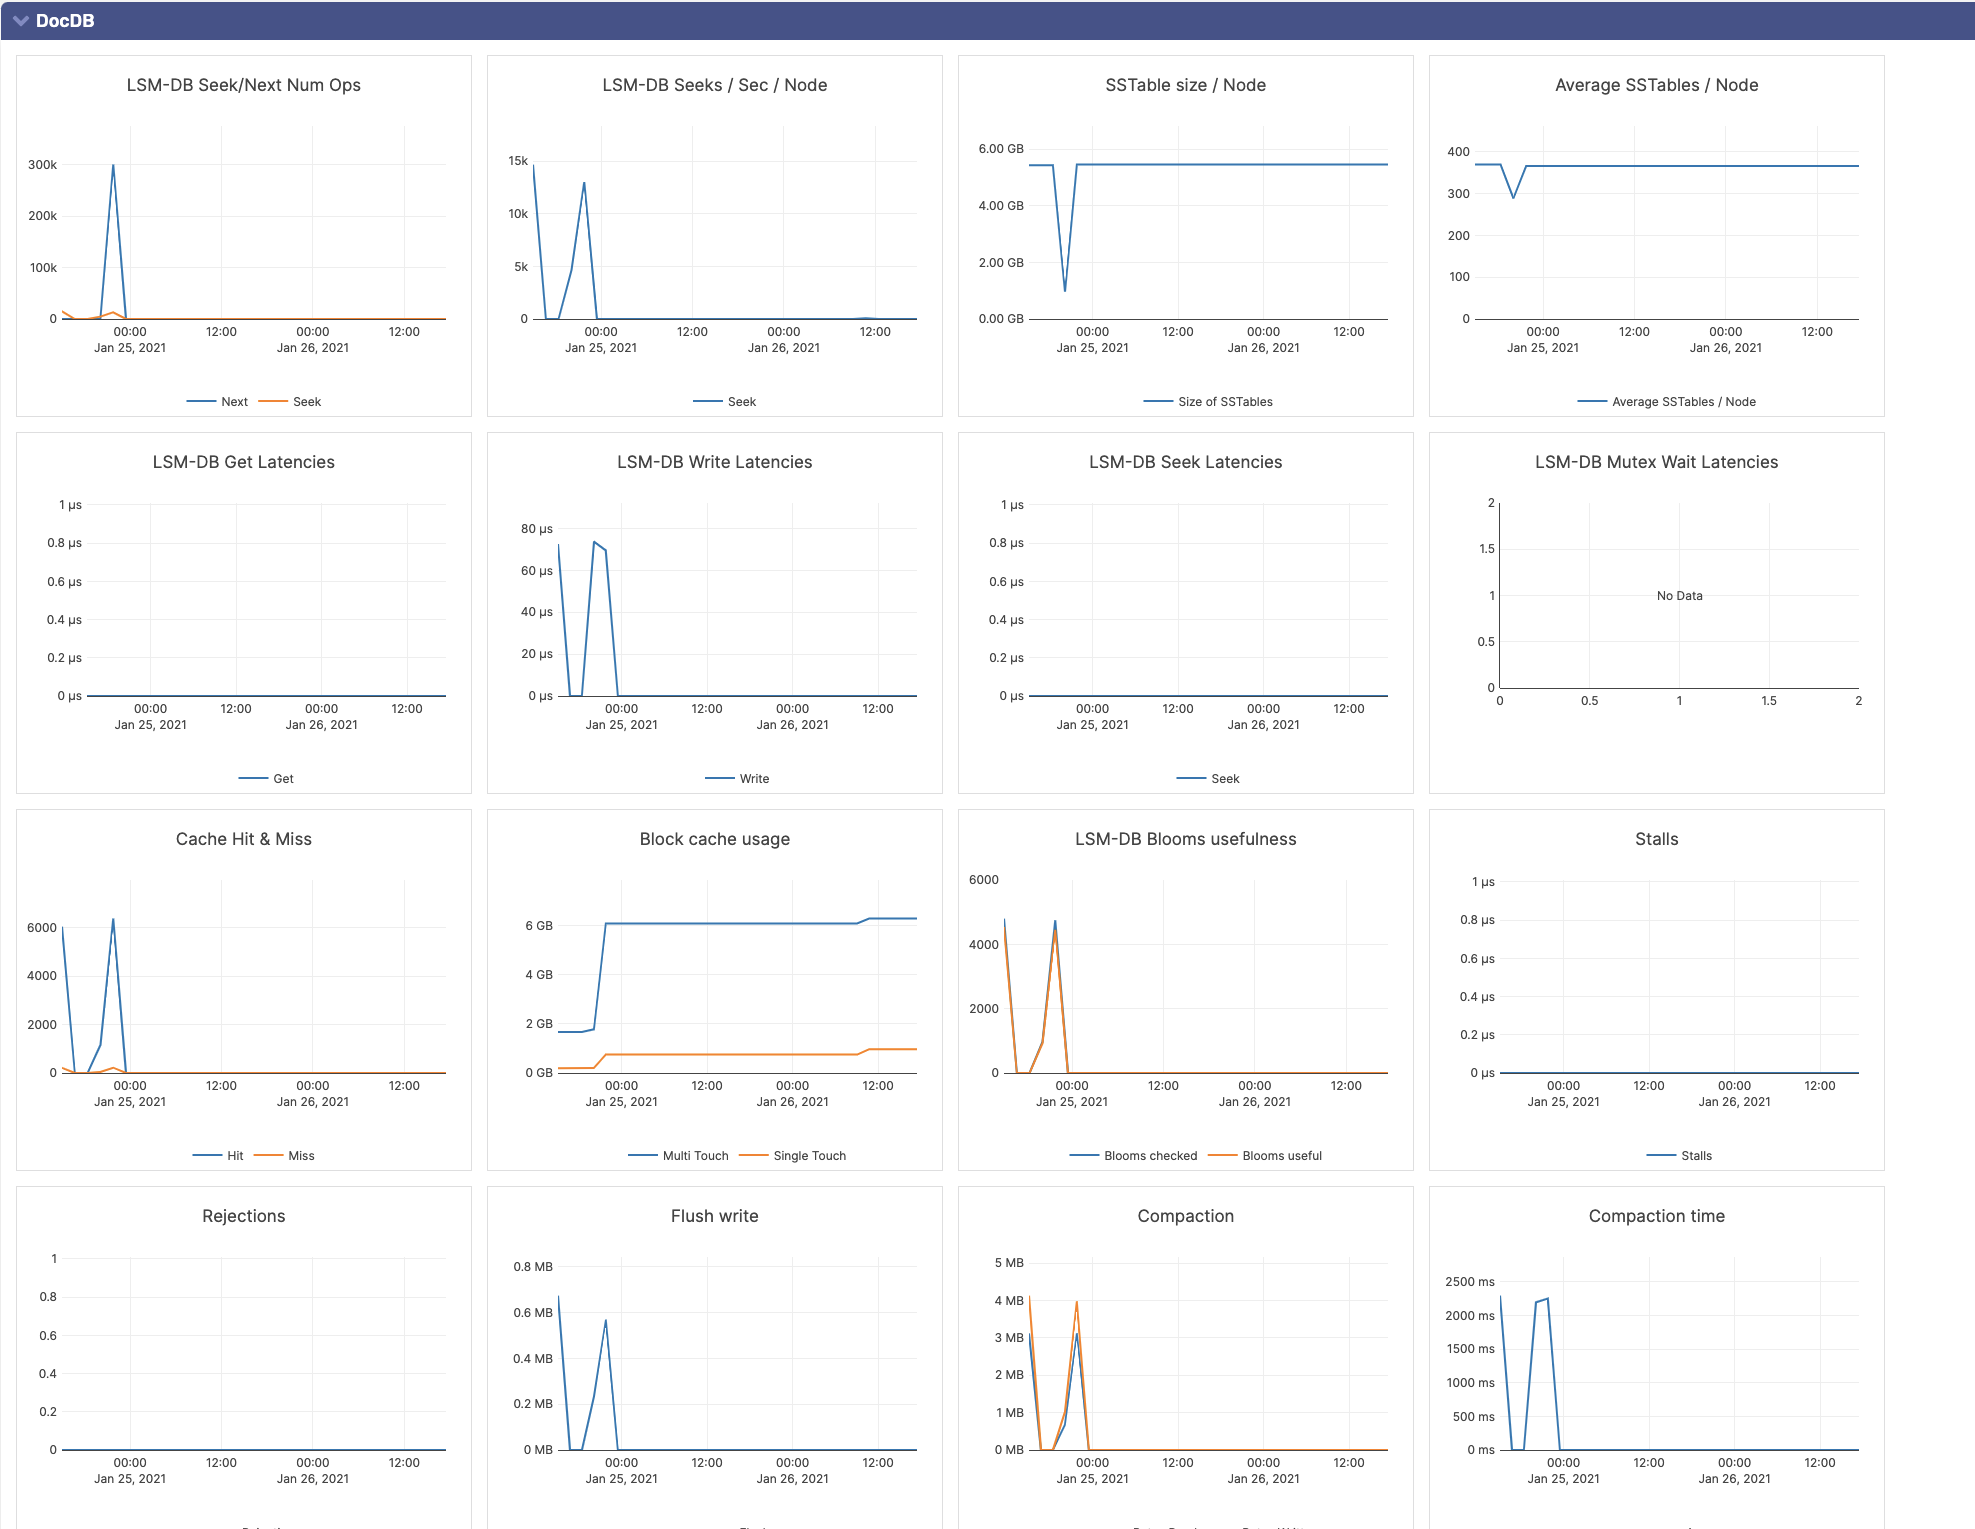 DocDB
LSM-DB Seek/Next Num Ops
300k
200k
100k
0
00:00 12:00 00:00 12:00
Jan 25, 2021 Jan 26, 2021
Next Seek
LSM-DB Seeks / Sec / Node
15k
10k
5k
0
00:00 12:00 00:00 12:00
Jan 25, 2021 Jan 26, 2021
Seek
SSTable size / Node
6.00 GB
4.00 GB
2.00 GB
0.00 GB
00:00 12:00 00:00 12:00
Jan 25, 2021 Jan 26, 2021
Size of SSTables
Average SSTables / Node
400
300
200
100
0
00:00 12:00 00:00 12:00
Jan 25, 2021 Jan 26, 2021
Average SSTables / Node
LSM-DB Get Latencies
1 µs
0.8 µs
0.6 µs
0.4 µs
0.2 µs
0 µs
00:00 12:00 00:00 12:00
Jan 25, 2021 Jan 26, 2021
Get
LSM-DB Write Latencies
80 µs
60 µs
40 µs
20 µs
0 µs
00:00 12:00 00:00 12:00
Jan 25, 2021 Jan 26, 2021
Write
LSM-DB Seek Latencies
1 µs
0.8 µs
0.6 µs
0.4 µs
0.2 µs
0 µs
00:00 12:00 00:00 12:00
Jan 25, 2021 Jan 26, 2021
Seek
LSM-DB Mutex Wait Latencies
2
1.5
1
0.5
0
No Data
0 0.5 1 1.5 2
Cache Hit & Miss
6000
4000
2000
0
00:00 12:00 00:00 12:00
Jan 25, 2021 Jan 26, 2021
Hit Miss
Block cache usage
6 GB
4 GB
2 GB
0 GB
00:00 12:00 00:00 12:00
Jan 25, 2021 Jan 26, 2021
Multi Touch Single Touch
LSM-DB Blooms usefulness
6000
4000
2000
0
00:00 12:00 00:00 12:00
Jan 25, 2021 Jan 26, 2021
Blooms checked Blooms useful
Stalls
1 µs
0.8 µs
0.6 µs
0.4 µs
0.2 µs
0 µs
00:00 12:00 00:00 12:00
Jan 25, 2021 Jan 26, 2021
Stalls
Rejections
1
0.8
0.6
0.4
0.2
0
00:00 12:00 00:00 12:00
Jan 25, 2021 Jan 26, 2021
Flush write
0.8 MB
0.6 MB
0.4 MB
0.2 MB
0 MB
00:00 12:00 00:00 12:00
Jan 25, 2021 Jan 26, 2021
Compaction
5 MB
4 MB
3 MB
2 MB
1 MB
0 MB
00:00 12:00 00:00 12:00
Jan 25, 2021 Jan 26, 2021
Compaction time
2500 ms
2000 ms
1500 ms
1000 ms
500 ms
0 ms
00:00 12:00 00:00 12:00
Jan 25, 2021 Jan 26, 2021